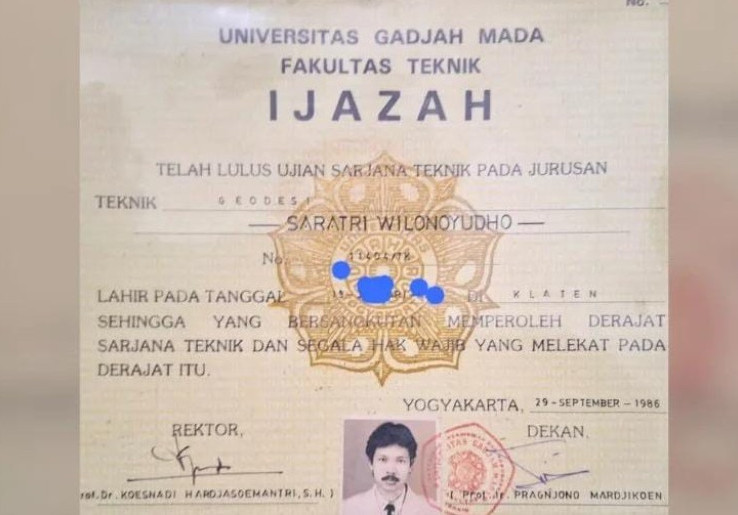 No.
UNIVERSITAS GADJAH MADA
FAKULTAS TEKNIK
IJAZAH
TELAH LULUS UJIAN SARJANA TEKNIK PADA JURUSAN
TEKNIK GEODESI
SARATRI WILONOYUDHO
No.
LAHIR PADA TANGGAL DI KLATEN
SEHINGGA YANG BERSANGKUTAN MEMPEROLEH DERAJAT
SARJANA TEKNIK DAN SEGALA HAK WAJIB YANG MELEKAT PADA
DERAJAT ITU.
YOGYAKARTA, 29-SEPTEMBER-1986
REKTOR, DEKAN,
Dr. KOESNADI HARDJASOEMANTRI, S.H. ) Ir. PRAGNJONO MARDJIKOEN